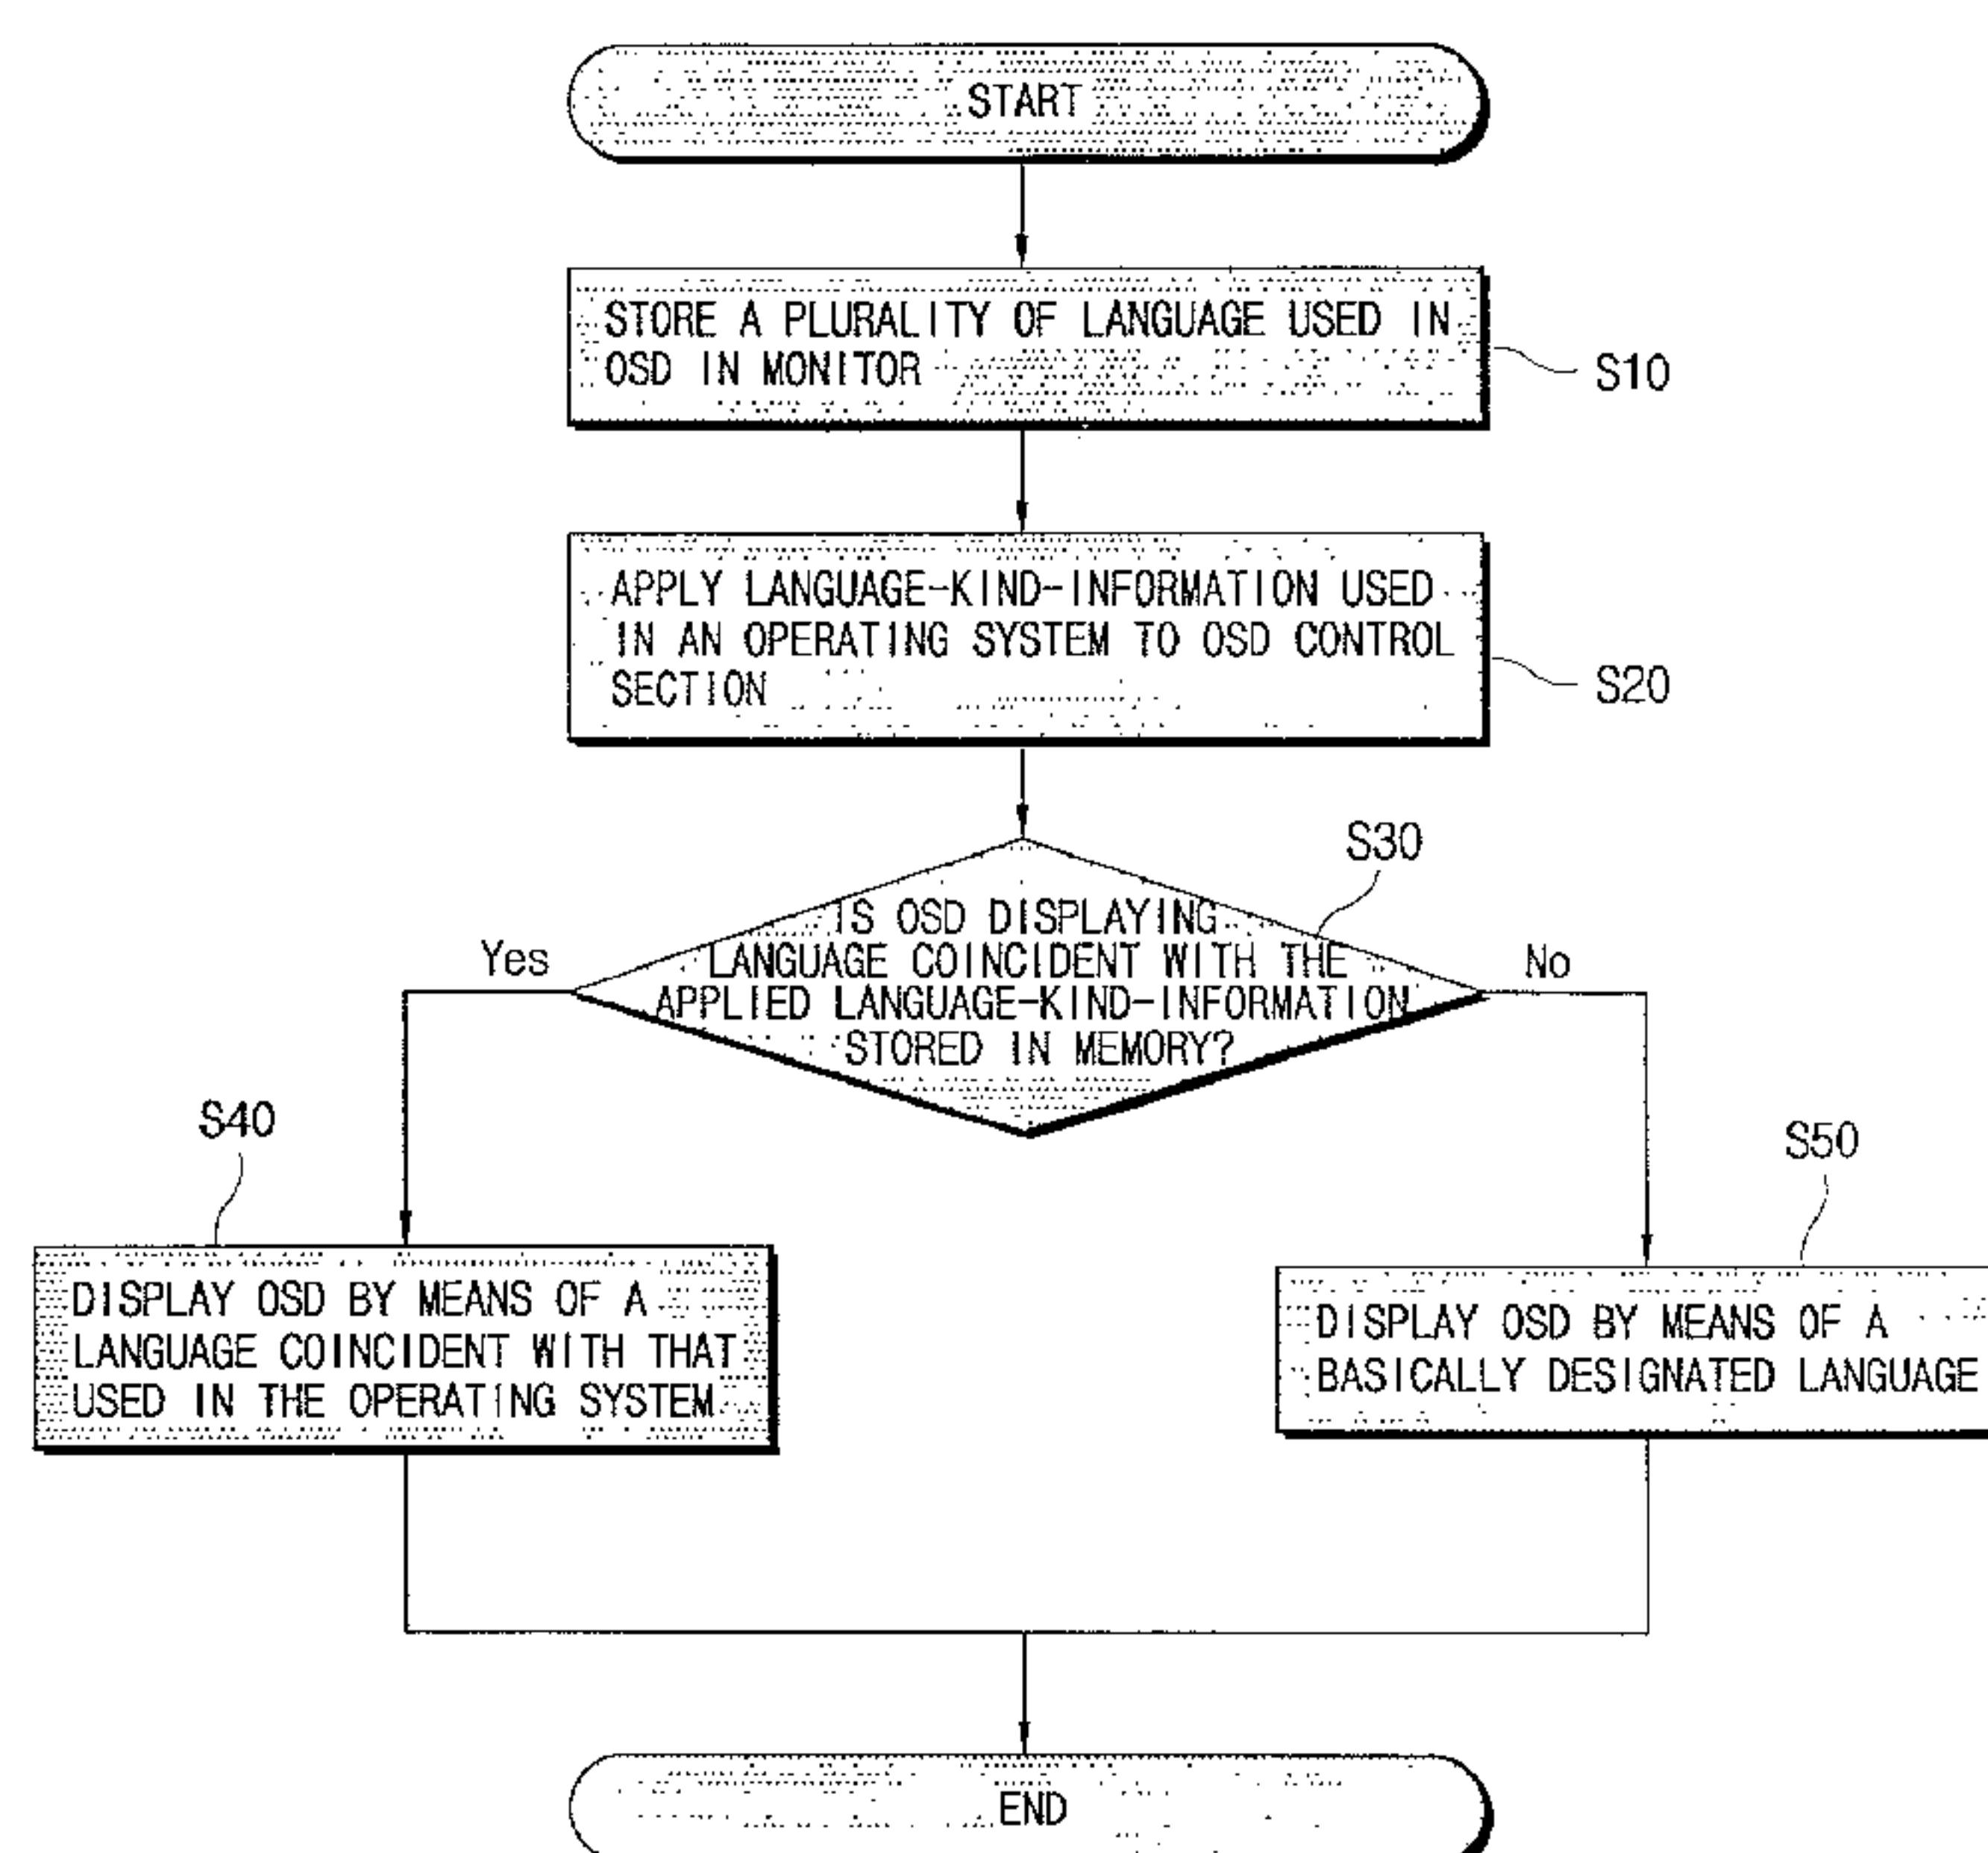 START
STORE A PLURALITY OF LANGUAGE USED IN
OSD IN MONITOR
S10
APPLY LANGUAGE-KIND-INFORMATION USED
IN AN OPERATING SYSTEM TO OSD CONTROL
SECTION
S20
S30
IS OSD DISPLAYING
LANGUAGE COINCIDENT WITH THE
APPLIED LANGUAGE-KIND-INFORMATION
STORED IN MEMORY?
Yes
No
S40
DISPLAY OSD BY MEANS OF A
LANGUAGE COINCIDENT WITH THAT
USED IN THE OPERATING SYSTEM
S50
DISPLAY OSD BY MEANS OF A
BASICALLY DESIGNATED LANGUAGE
END